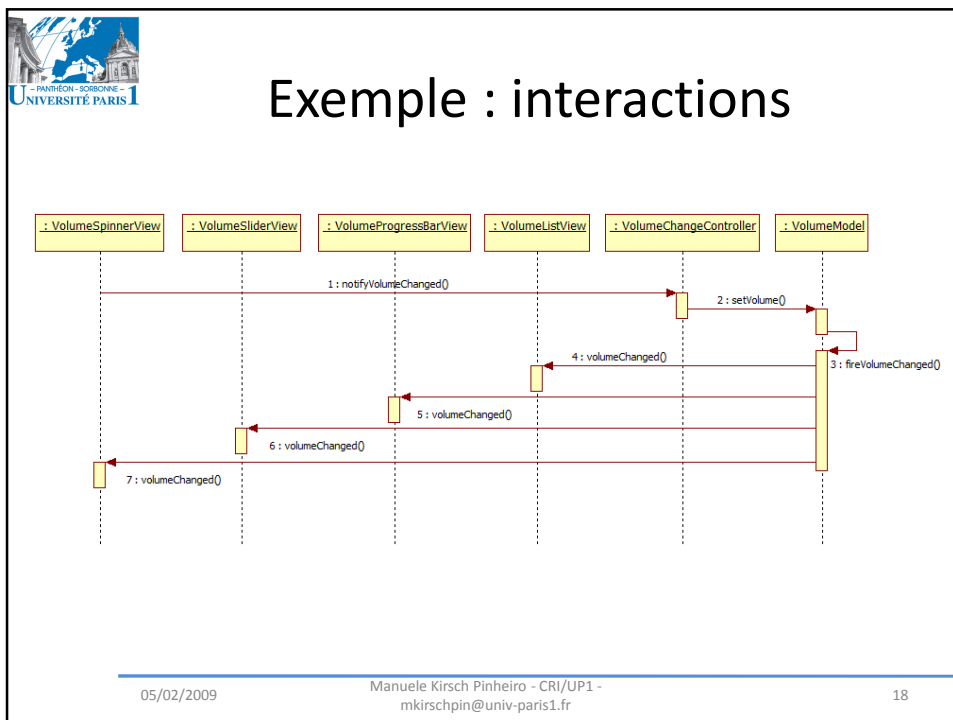 – PANTHÉON - SORBONNE –
UNIVERSITÉ PARIS 1
Exemple : interactions
: VolumeSpinnerView
: VolumeSliderView
: VolumeProgressBarView
: VolumeListView
: VolumeChangeController
: VolumeModel
1 : notifyVolumeChanged()
2 : setVolume()
3 : fireVolumeChanged()
4 : volumeChanged()
5 : volumeChanged()
6 : volumeChanged()
7 : volumeChanged()
05/02/2009
Manuele Kirsch Pinheiro - CRI/UP1 -
mkirschpin@univ-paris1.fr
18